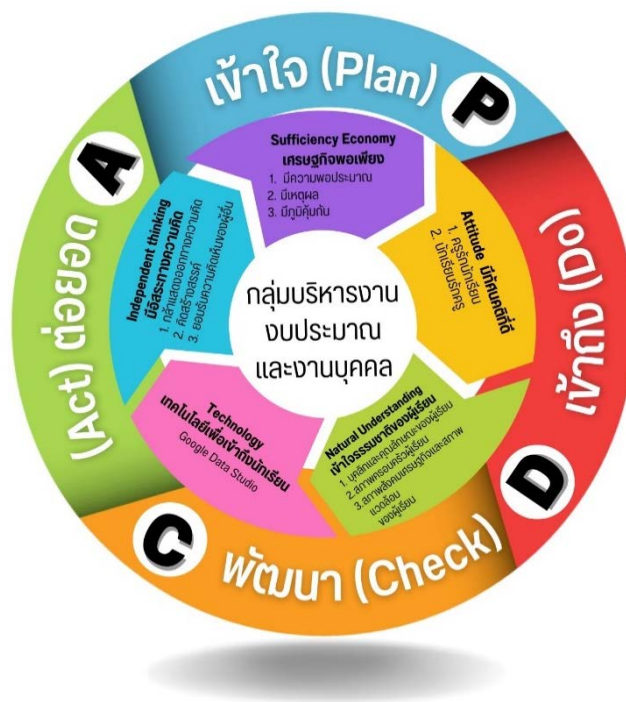 เข้าใจ (Plan)
P
เข้าถึง (Do)
D
พัฒนา (Check)
C
(Act) ต่อยอด
A
Sufficiency Economy
เศรษฐกิจพอเพียง
1. มีความพอประมาณ
2. มีเหตุผล
3. มีภูมิคุ้มกัน
Attitude มีทัศนคติที่ดี
1. ครูรักนักเรียน
2. นักเรียนรักครู
Natural Understanding
เข้าใจธรรมชาติของผู้เรียน
1. บุคลิกและคุณลักษณะของผู้เรียน
2.สภาพครอบครัวผู้เรียน
3.สภาพสังคมเศรษฐกิจและสภาพ
แวดล้อม
ของผู้เรียน
Technology
เทคโนโลยีเพื่อเข้าถึงนักเรียน
Google Data Studio
Independent thinking
มีอิสระทางความคิด
1. กล้าแสดงออกทางความคิด
2. คิดสร้างสรรค์
3. ยอมรับความคิดเห็นของผู้อื่น
กลุ่มบริหารงาน
งบประมาณ
และงานบุคคล